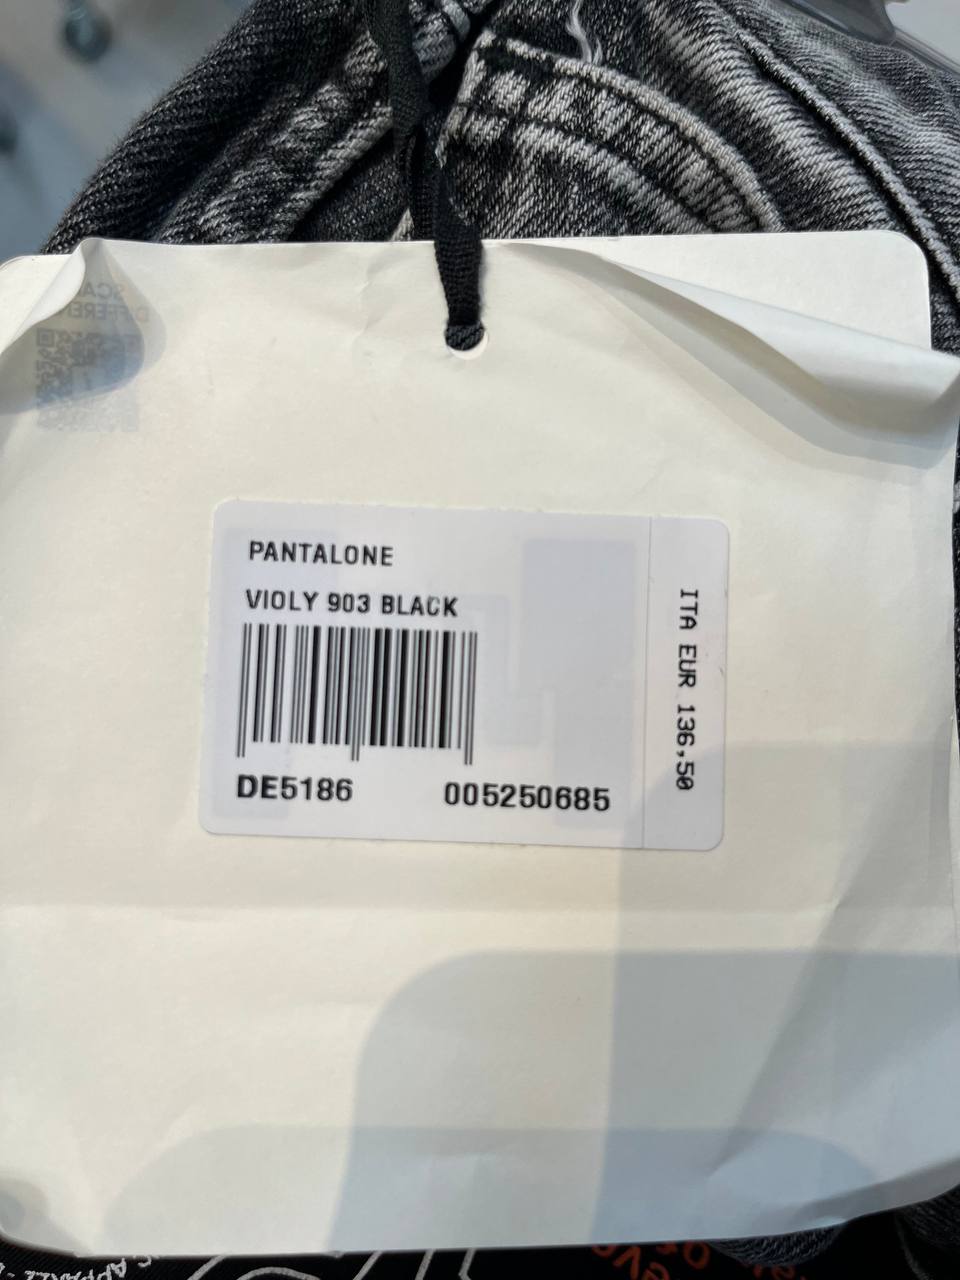 PANTALONE
VIOLY 903 BLACK
DE5186 005250685
ITA EUR 136,50